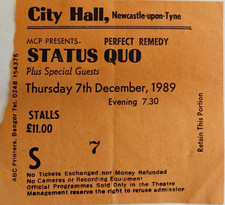 City Hall, Newcastle-upon-Tyne
MCP PRESENTS- PERFECT REMEDY
STATUS QUO
Plus Special Guests
Thursday 7th December, 1989
Evening 7.30
STALLS
£11.00
S 7
No Tickets Exchanged nor Money Refunded
No Cameras or Recording Equipment
Official Programmes Sold Only in the Theatre
Management reserve the right to refuse admission
ABC Printers, Bangor Tel. 0248 154375
Retain This Portion